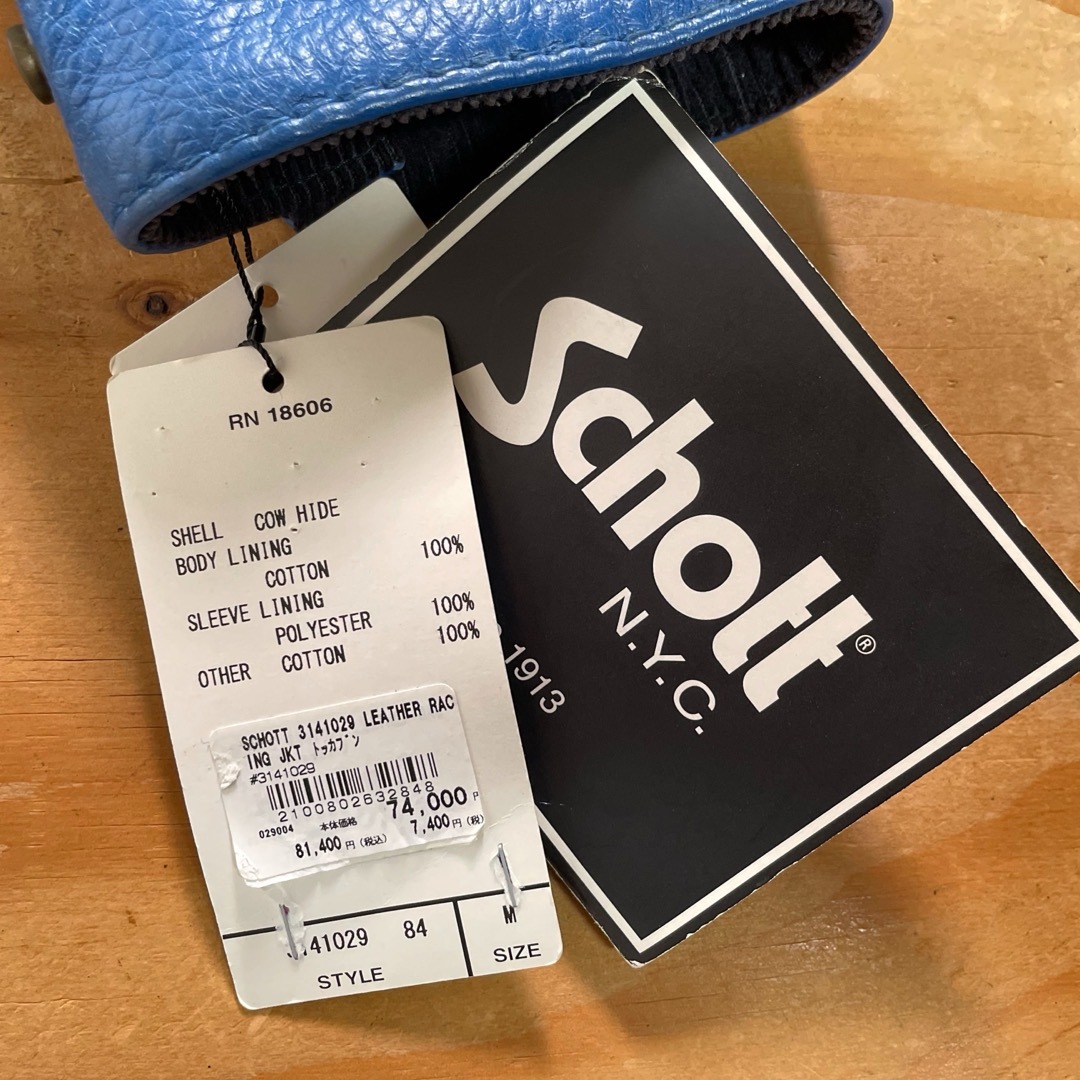 RN 18606
SHELL COW HIDE
BODY LINING
COTTON 100%
SLEEVE LINING
POLYESTER 100%
OTHER COTTON 100%
SCHOTT 3141029 LEATHER RAC
ING JKT トッカブン
#3141029
2100802632848
029004 本体価格 74,000円
81,400円(税込) 7,400円(税)
3141029 84
STYLE
M
SIZE
Schott®
N.Y.C.
1913